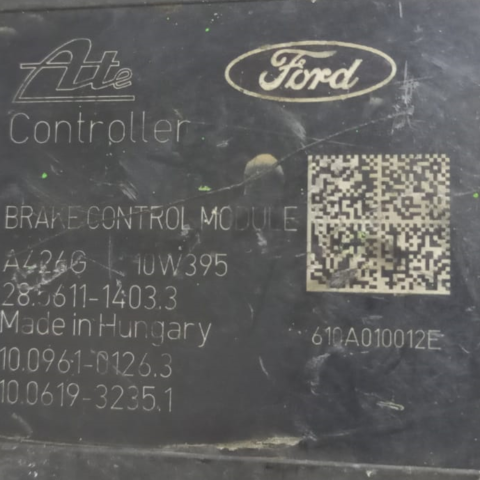 Ate
Ford
Controller
BRAKE CONTROL MODULE
A426G 10W395
28.5611-1403.3
Made in Hungary
610A010012E
10.0961-0126.3
10.0619-3235.1